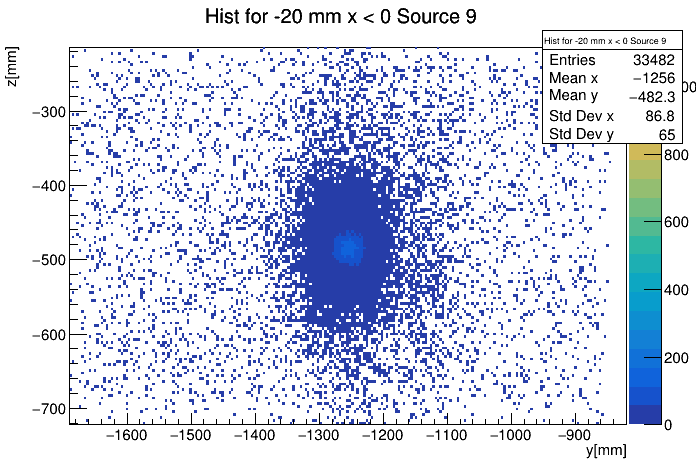 Hist for -20 mm x < 0 Source 9
z[mm]
Hist for -20 mm x < 0 Source 9
Entries 33482
Mean x −1256
Mean y −482.3
Std Dev x 86.8
Std Dev y 65
−300
−400
−500
−600
−700
00
800
600
400
200
0
−1600 −1500 −1400 −1300 −1200 −1100 −1000 −900
y[mm]